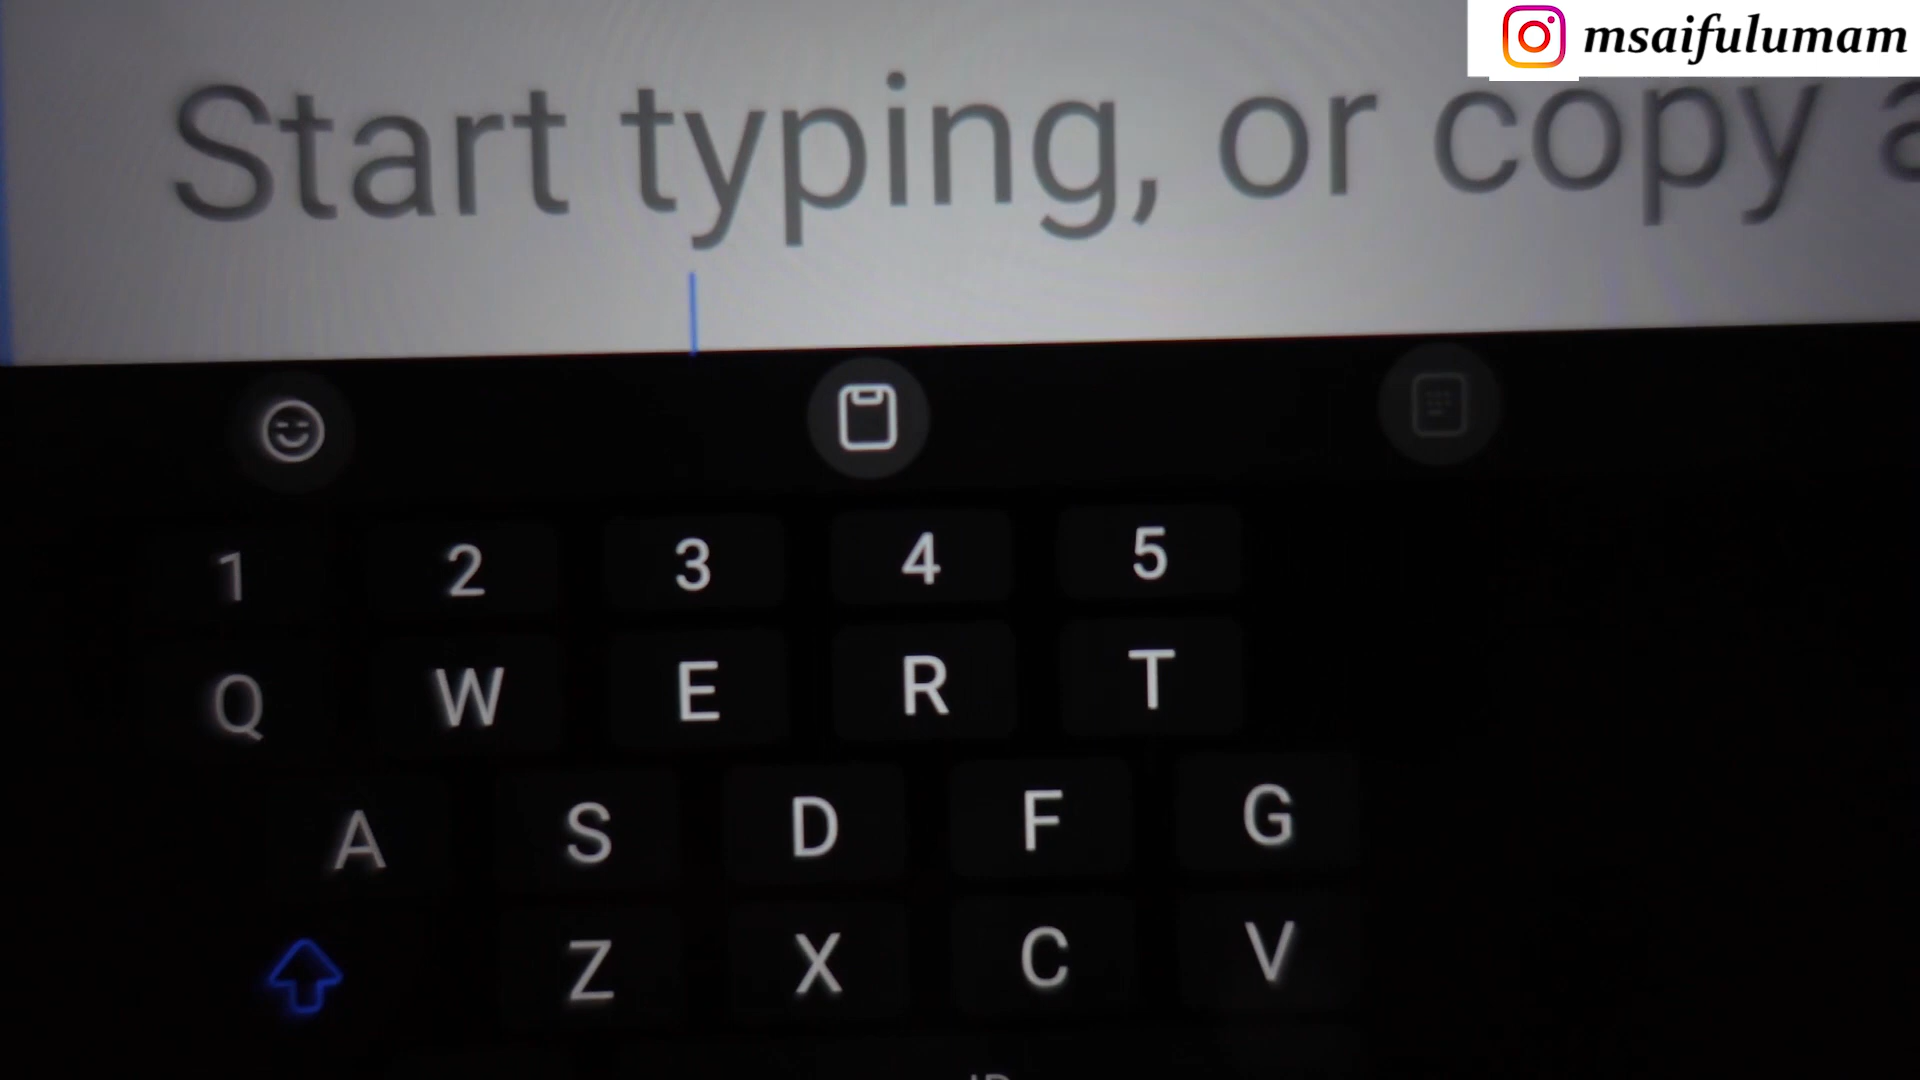 msaifulumam
Start typing, or copy a
1 2 3 4 5
Q W E R T
A S D F G
Z X C V